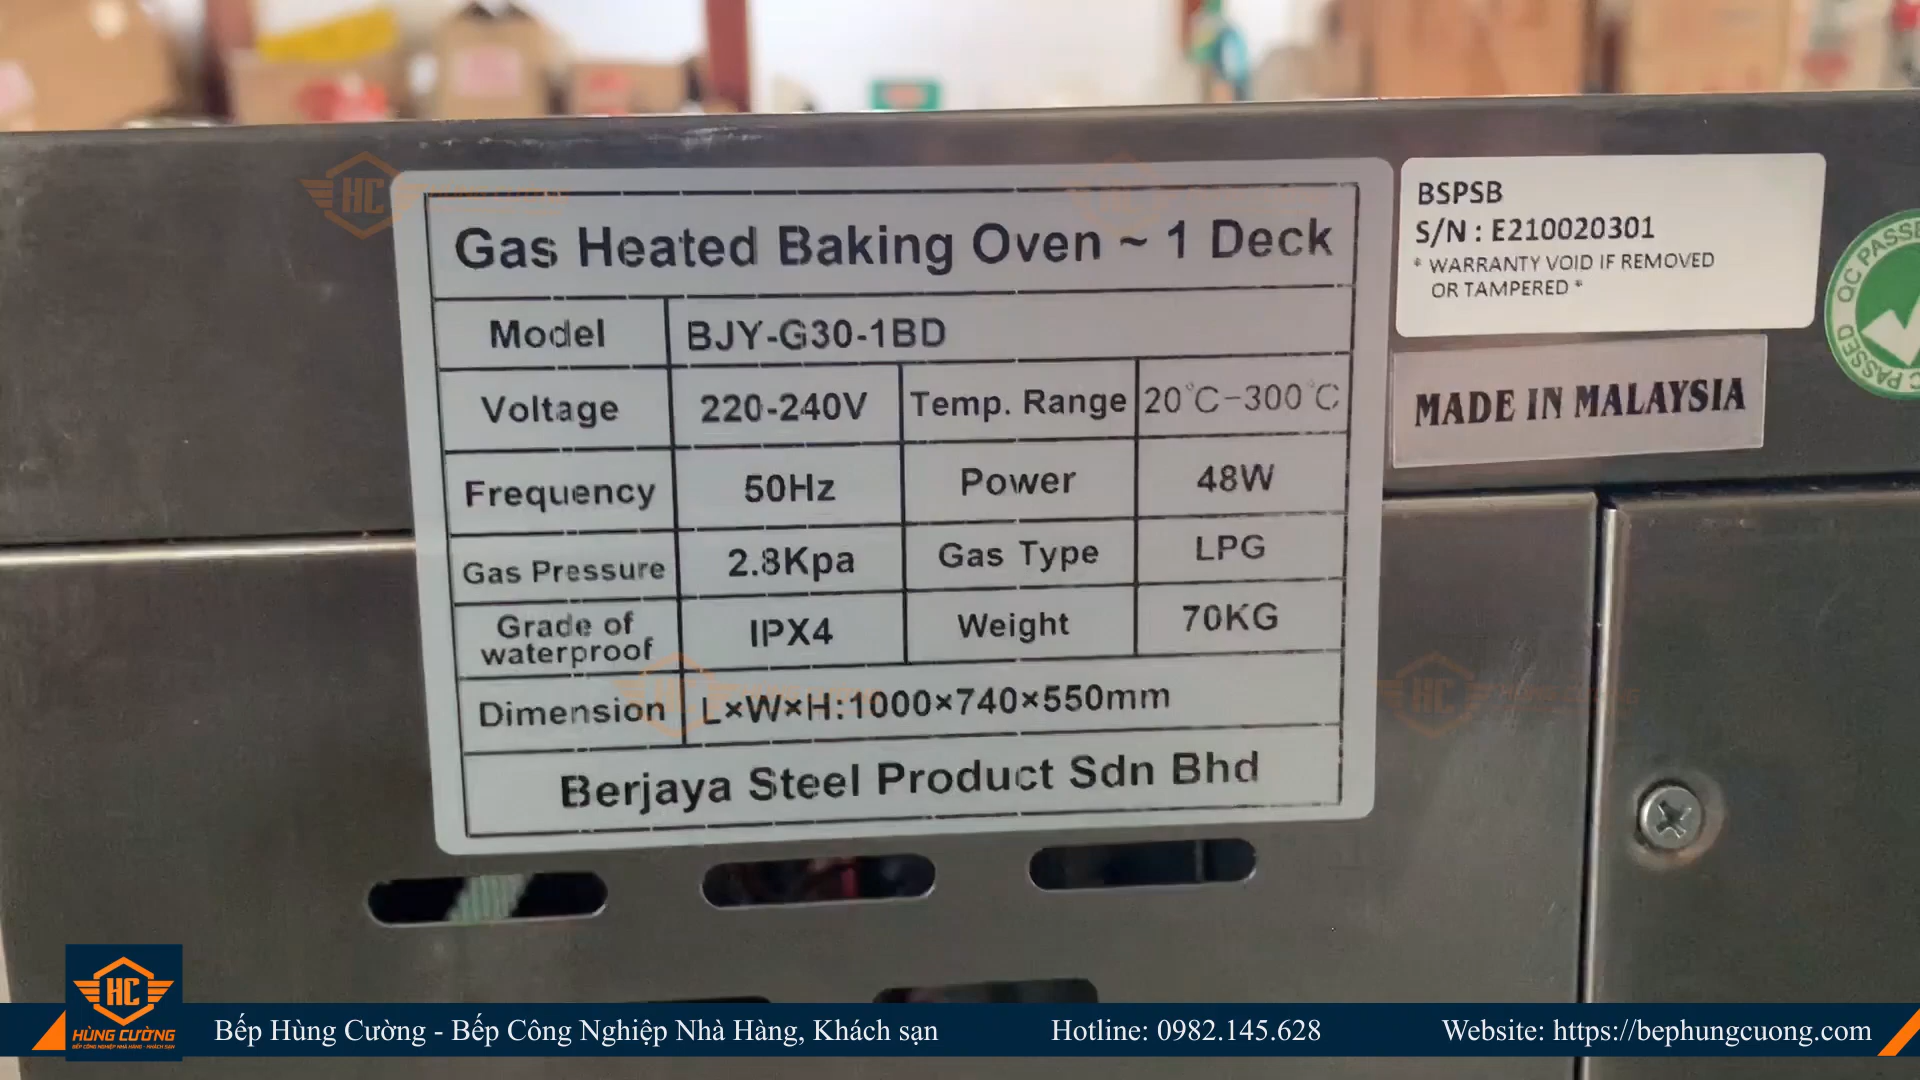 Gas Heated Baking Oven ~ 1 Deck
Model BJY-G30-1BD
Voltage 220-240V Temp. Range 20℃-300℃
Frequency 50Hz Power 48W
Gas Pressure 2.8Kpa Gas Type LPG
Grade of waterproof IPX4 Weight 70KG
Dimension L×W×H:1000×740×550mm
Berjaya Steel Product Sdn Bhd
BSPSB
S/N : E210020301
* WARRANTY VOID IF REMOVED
OR TAMPERED *
MADE IN MALAYSIA
QC PASSED
HC
HÙNG CƯỜNG
BẾP CÔNG NGHIỆP NHÀ HÀNG - KHÁCH SẠN
Bếp Hùng Cường - Bếp Công Nghiệp Nhà Hàng, Khách sạn
Hotline: 0982.145.628
Website: https://bephungcuong.com